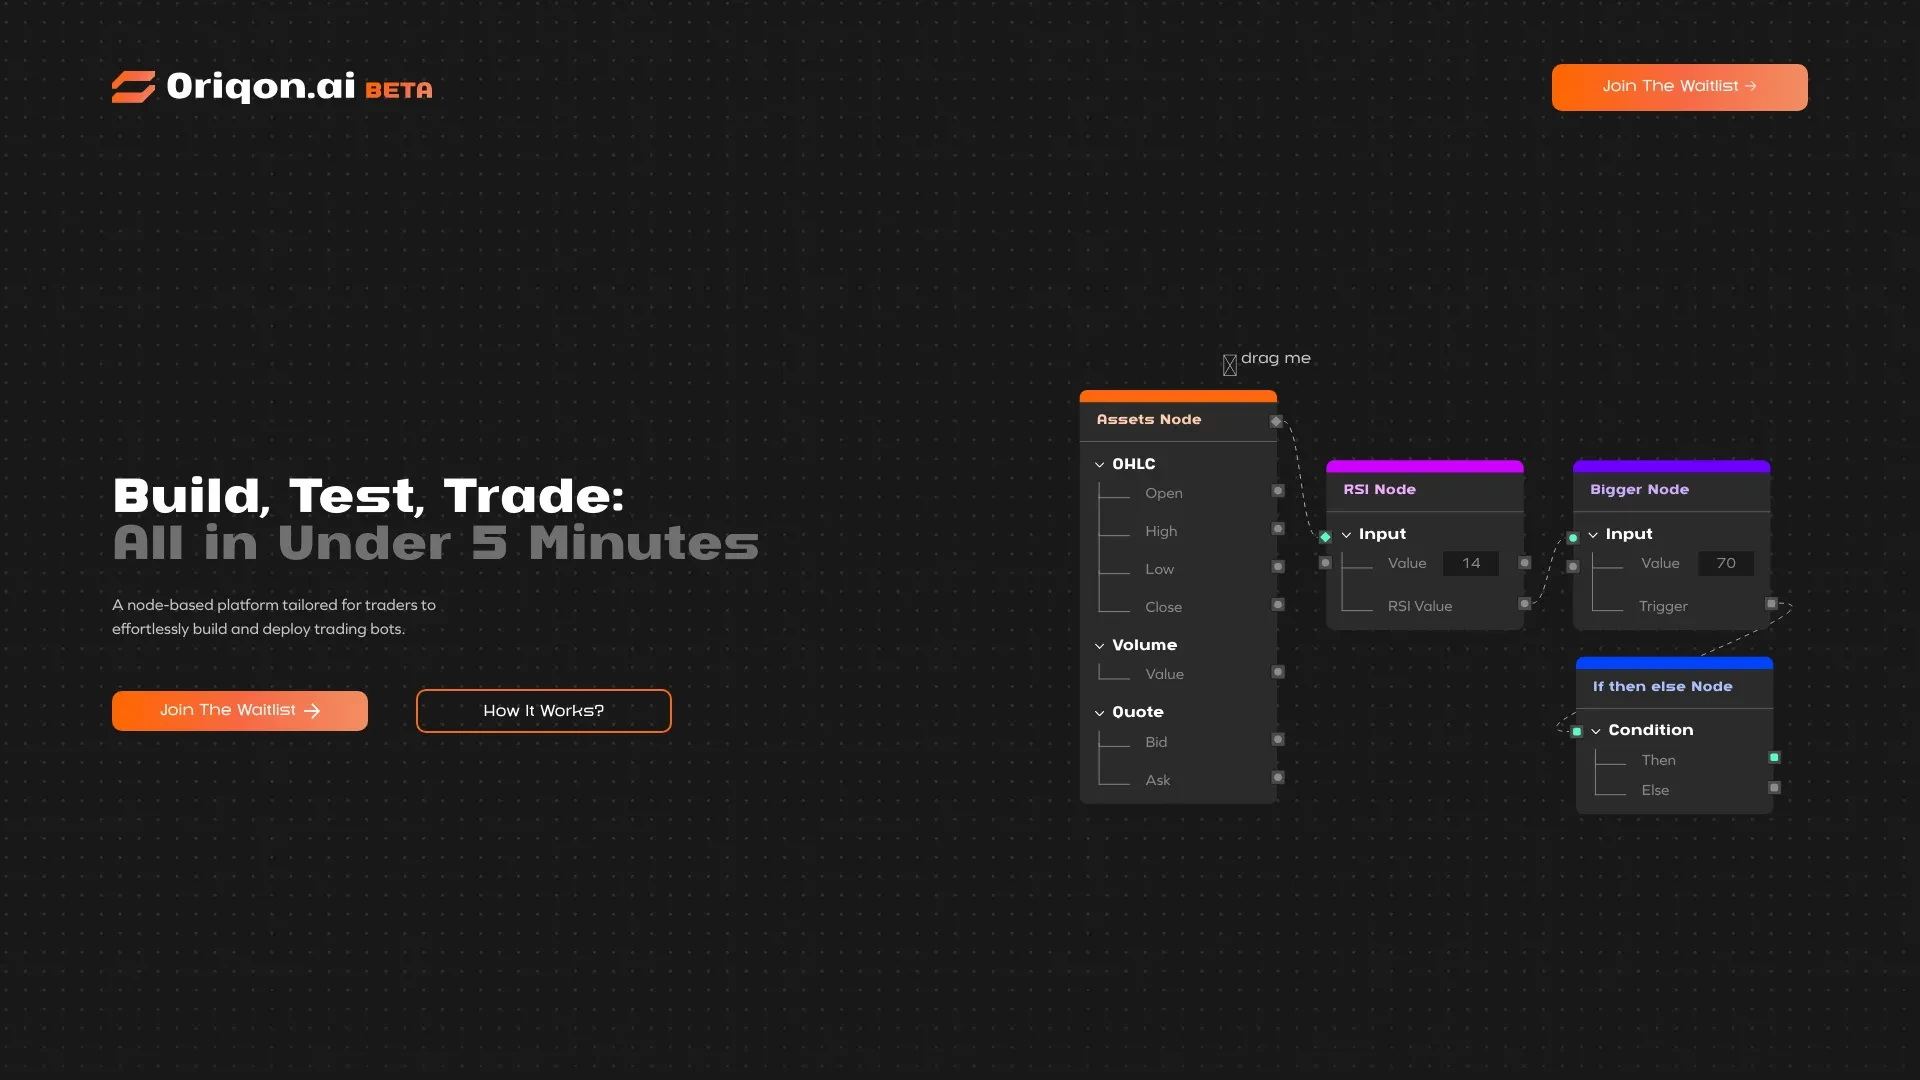 Oriqon.ai BETA
Join The Waitlist →
Build, Test, Trade:
All in Under 5 Minutes
A node-based platform tailored for traders to
effortlessly build and deploy trading bots.
Join The Waitlist →
How It Works?
drag me
Assets Node
OHLC
Open
High
Low
Close
Volume
Value
Quote
Bid
Ask
RSI Node
Input
Value 14
RSI Value
Bigger Node
Input
Value 70
Trigger
If then else Node
Condition
Then
Else